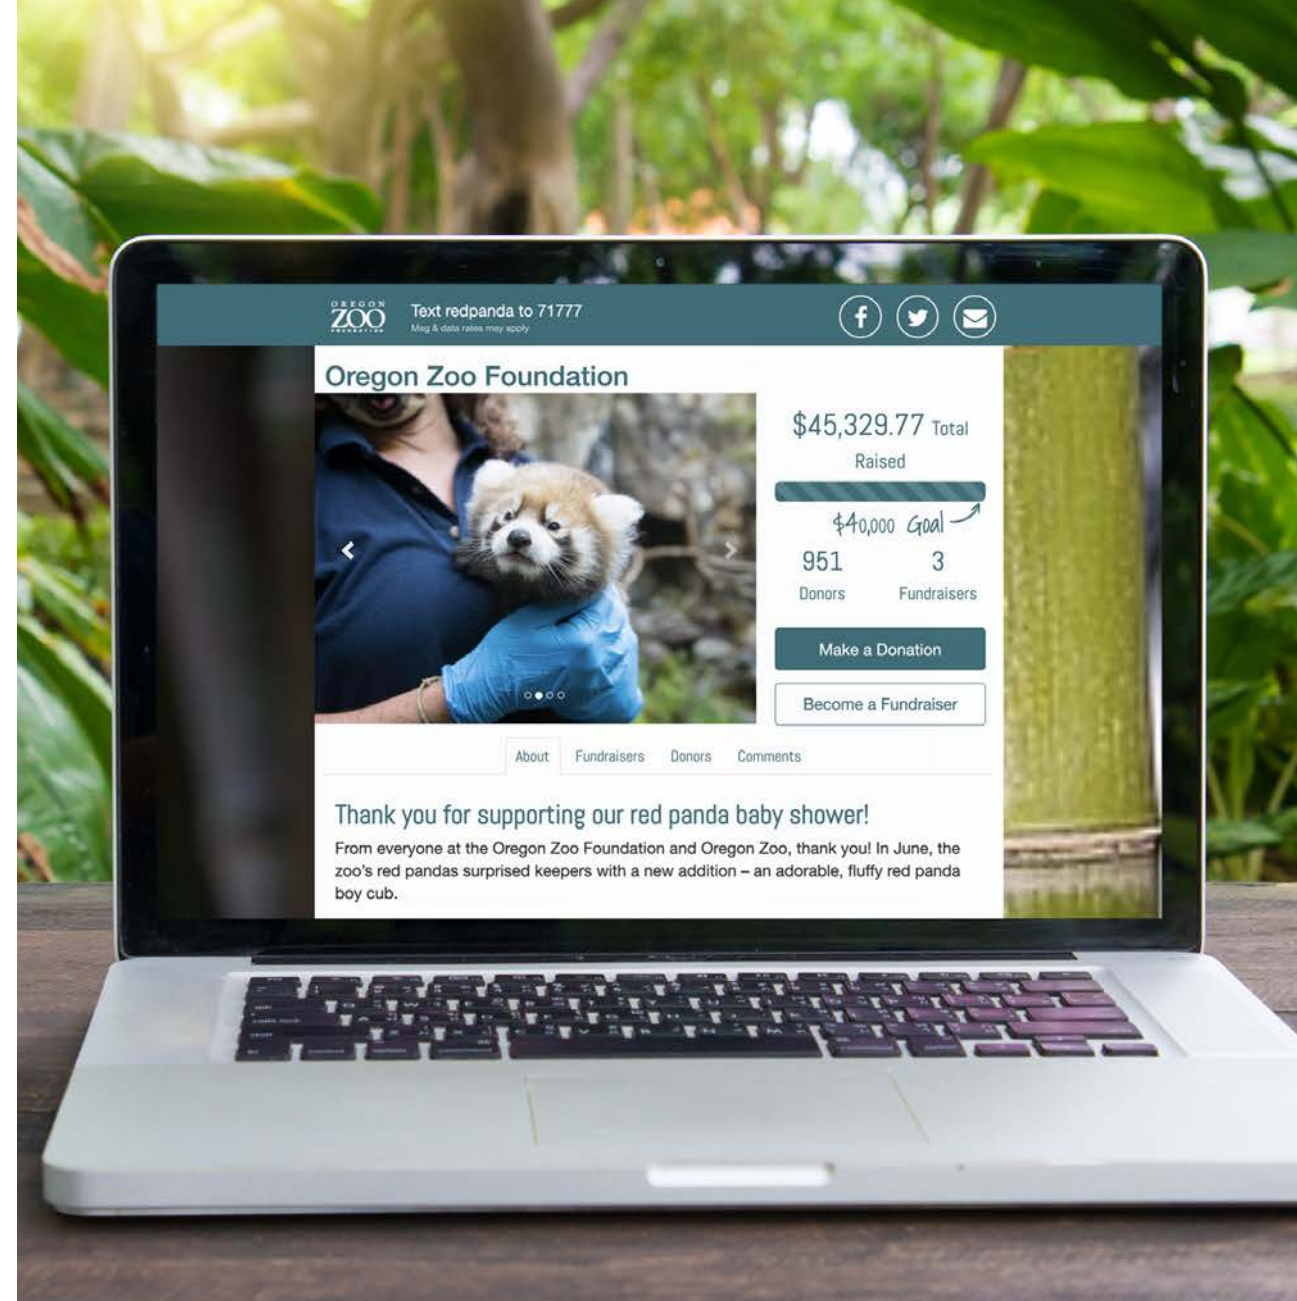 OREGON
ZOO
FOUNDATION
Text redpanda to 71777
Msg & data rates may apply
Oregon Zoo Foundation
$45,329.77 Total
Raised
$40,000 Goal
951 3
Donors Fundraisers
Make a Donation
Become a Fundraiser
About Fundraisers Donors Comments
Thank you for supporting our red panda baby shower!
From everyone at the Oregon Zoo Foundation and Oregon Zoo, thank you! In June, the
zoo's red pandas surprised keepers with a new addition – an adorable, fluffy red panda
boy cub.